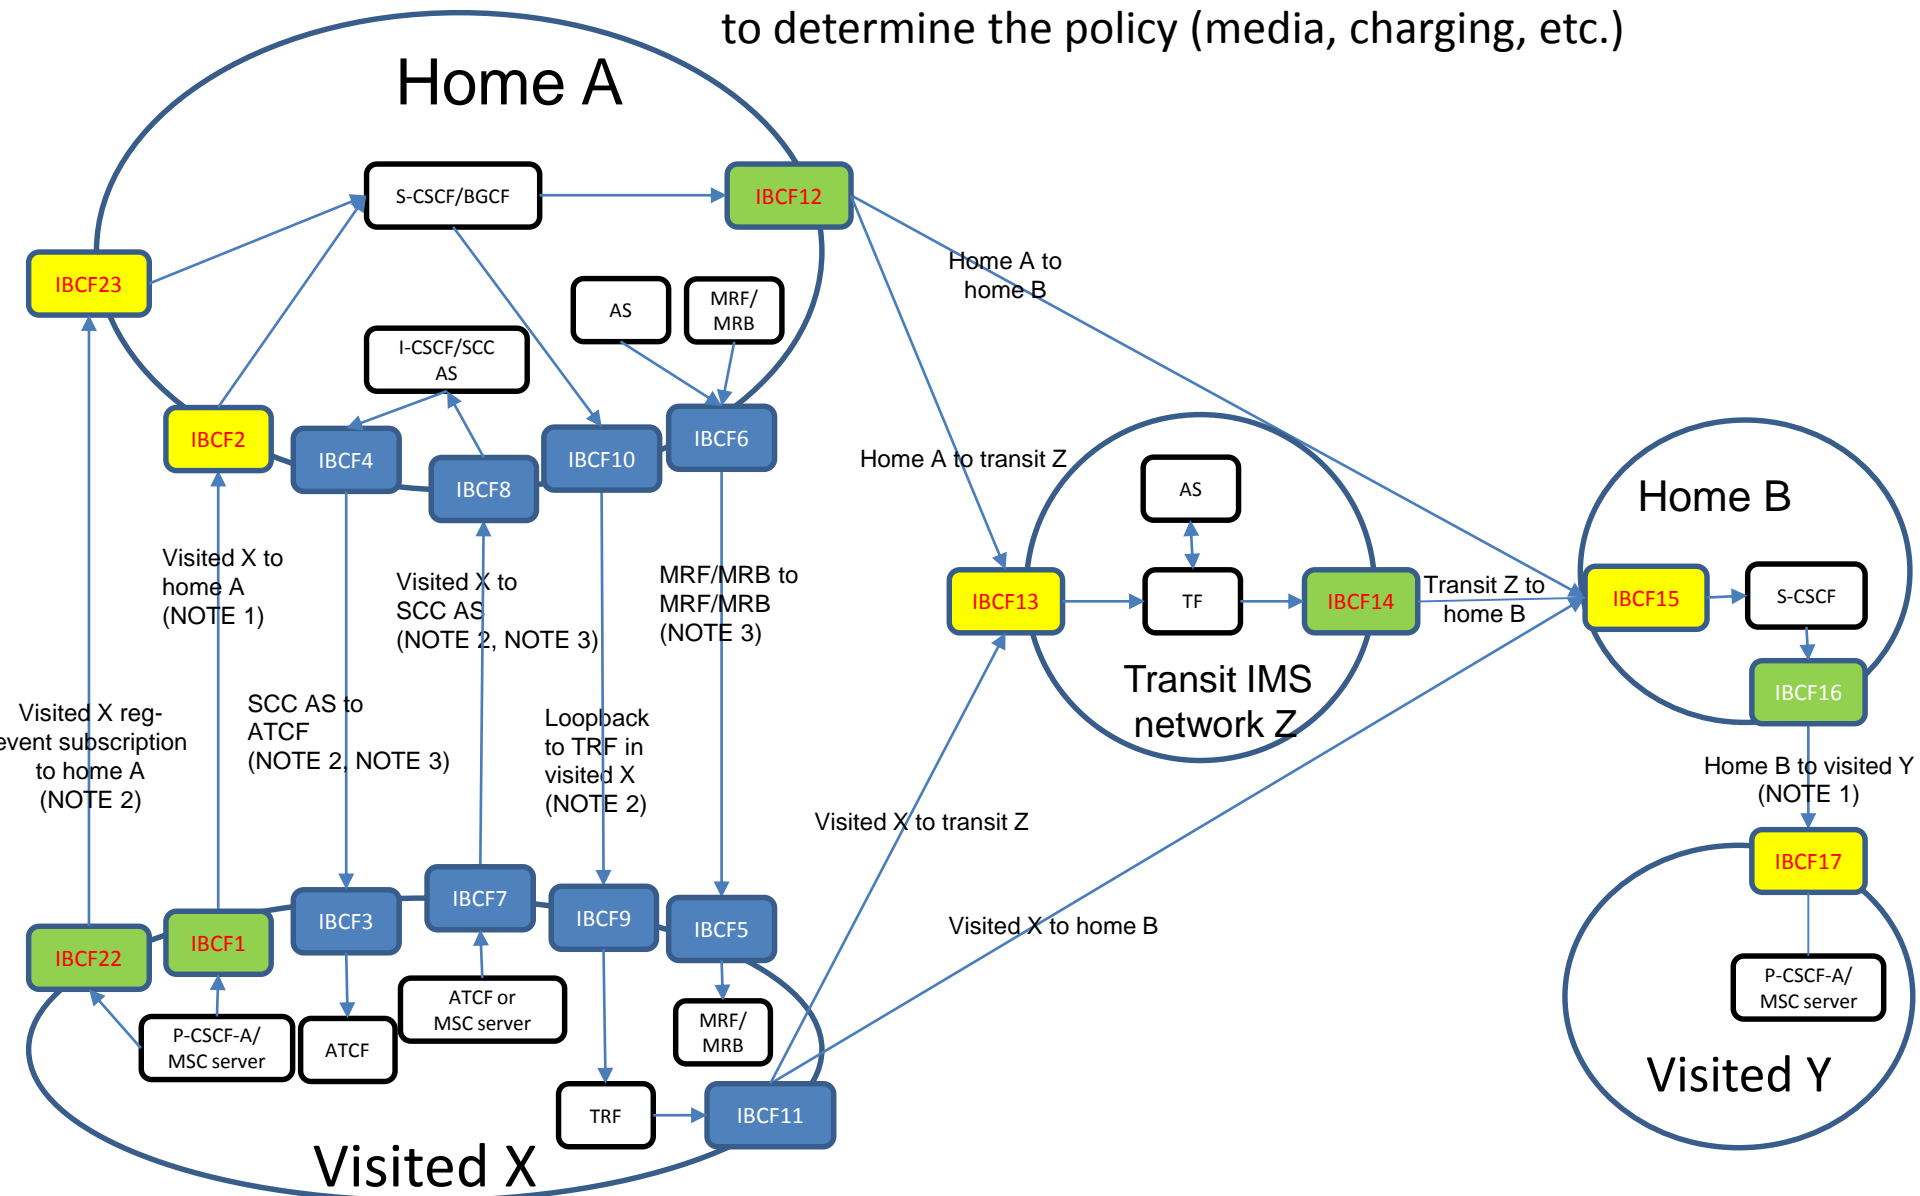 to determine the policy (media, charging, etc.)
Home A
S-CSCF/BGCF
IBCF12
IBCF23
AS
MRF/
MRB
I-CSCF/SCC
AS
Home A to
home B
IBCF2
IBCF4
IBCF8
IBCF10
IBCF6
Home A to transit Z
AS
Home B
Visited X to
home A
(NOTE 1)
Visited X to
SCC AS
(NOTE 2, NOTE 3)
MRF/MRB to
MRF/MRB
(NOTE 3)
IBCF13
TF
IBCF14
Transit Z to
home B
IBCF15
S-CSCF
IBCF16
Transit IMS
network Z
Visited X reg-
event subscription
to home A
(NOTE 2)
SCC AS to
ATCF
(NOTE 2, NOTE 3)
Loopback
to TRF in
visited X
(NOTE 2)
Home B to visited Y
(NOTE 1)
Visited X to transit Z
IBCF17
Visited X to home B
IBCF22
IBCF1
IBCF3
IBCF7
IBCF9
IBCF5
P-CSCF-A/
MSC server
ATCF
ATCF or
MSC server
MRF/
MRB
P-CSCF-A/
MSC server
TRF
IBCF11
Visited Y
Visited X